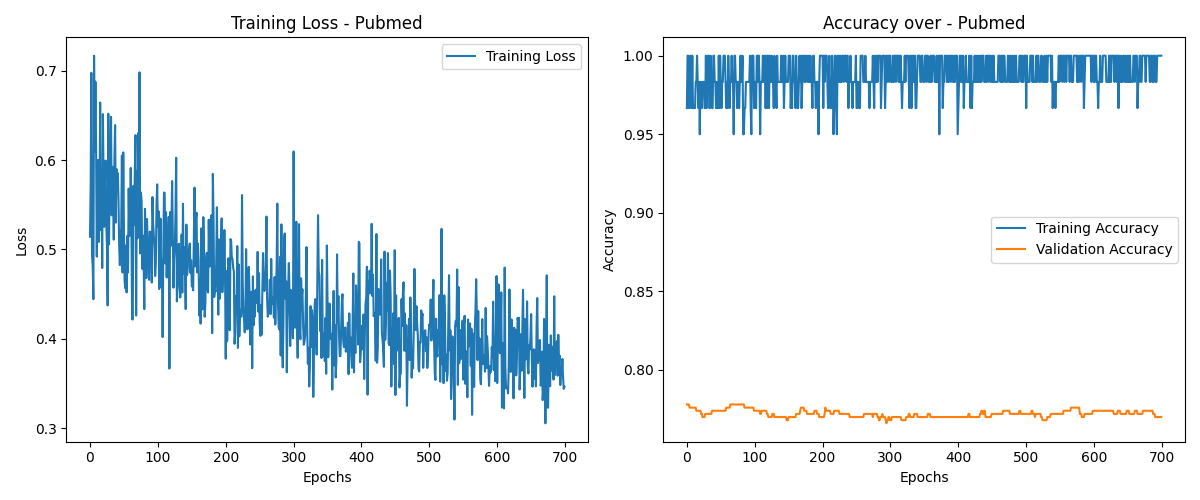 Training Loss - Pubmed
Training Loss
0.7
0.6
0.5
0.4
0.3
Loss
0 100 200 300 400 500 600 700
Epochs
Accuracy over - Pubmed
1.00
0.95
0.90
0.85
0.80
Accuracy
Training Accuracy
Validation Accuracy
0 100 200 300 400 500 600 700
Epochs